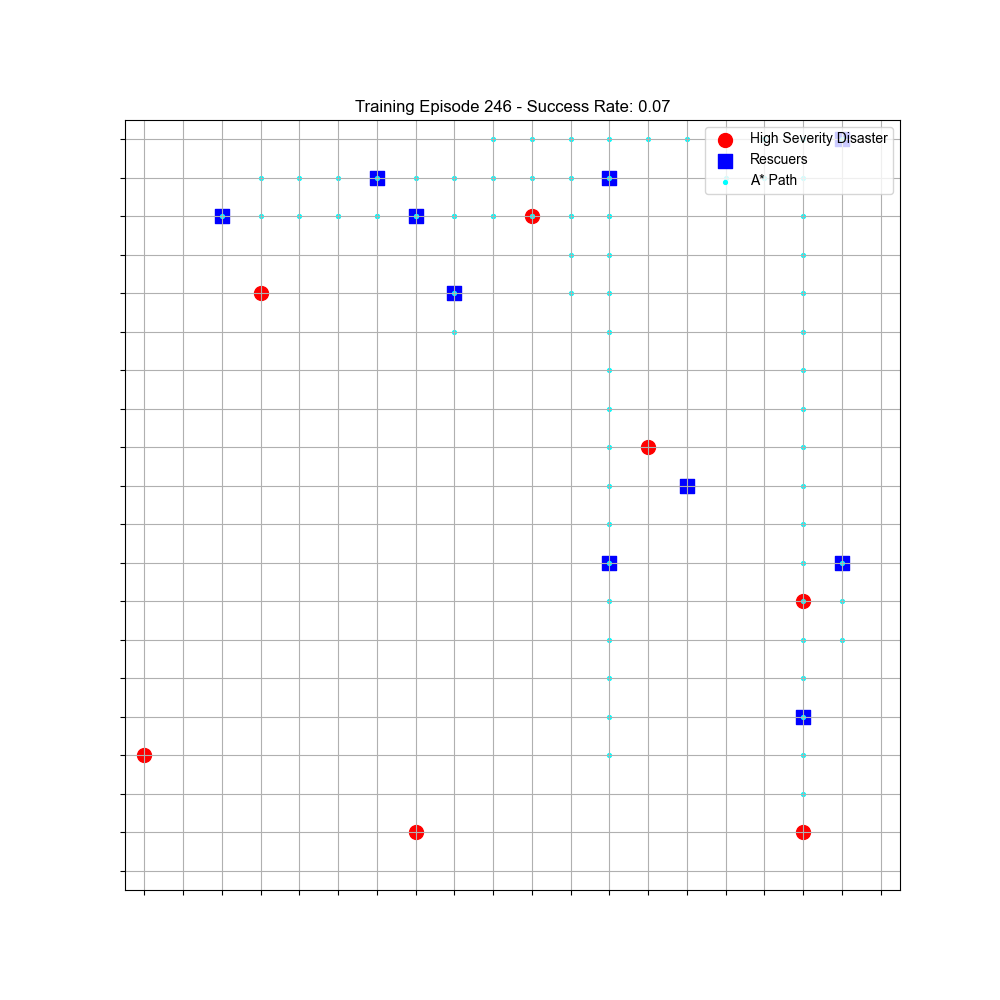 Training Episode 246 - Success Rate: 0.07
High Severity Disaster
Rescuers
A* Path